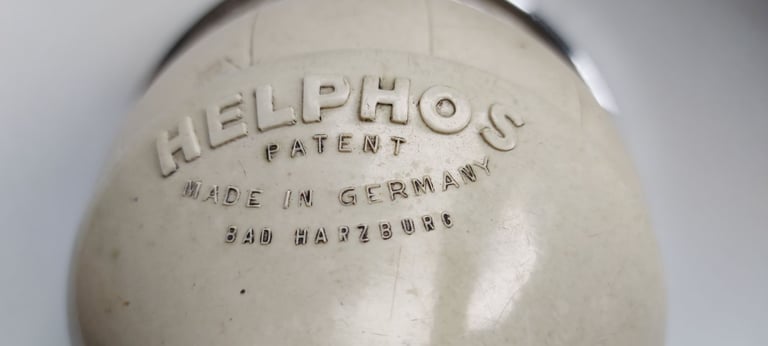 HELPHOS
PATENT
MADE IN GERMANY
BAD HARZBURG